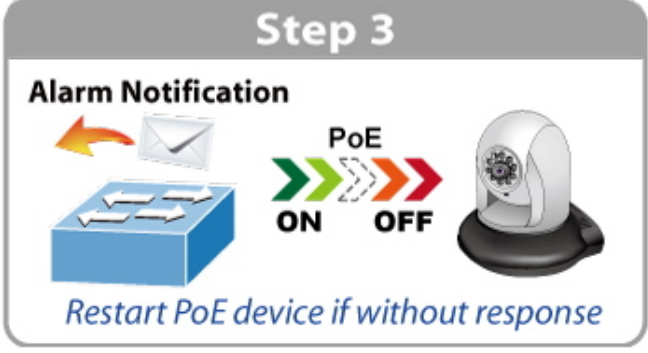 Step 3
Alarm Notification
PoE
ON OFF
Restart PoE device if without response